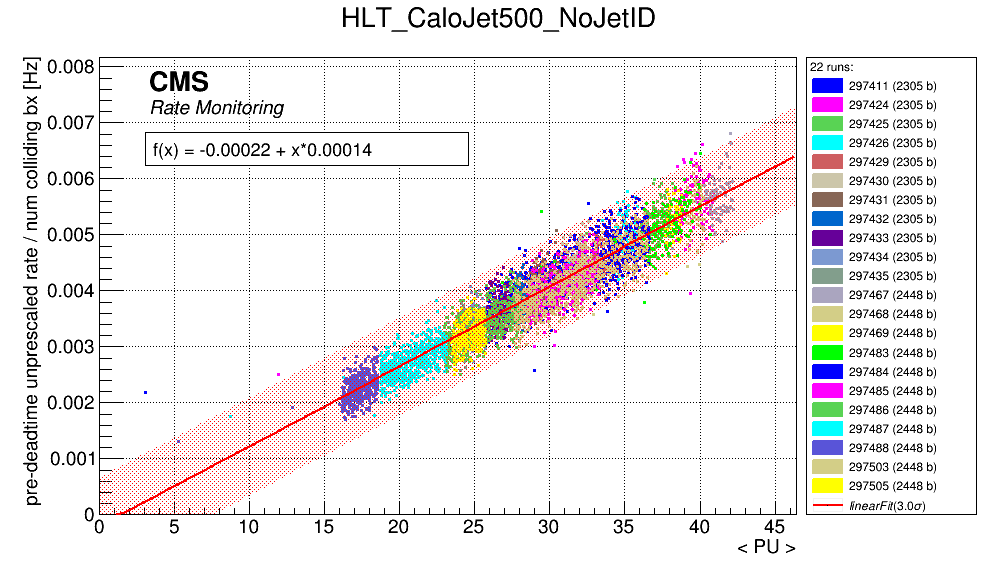 HLT_CaloJet500_NoJetID
pre-deadtime unprescaled rate / num colliding bx [Hz]
0.008
0.007
0.006
0.005
0.004
0.003
0.002
0.001
0
CMS
Rate Monitoring
f(x) = -0.00022 + x*0.00014
0 5 10 15 20 25 30 35 40 45
< PU >
22 runs:
297411 (2305 b)
297424 (2305 b)
297425 (2305 b)
297426 (2305 b)
297429 (2305 b)
297430 (2305 b)
297431 (2305 b)
297432 (2305 b)
297433 (2305 b)
297434 (2305 b)
297435 (2305 b)
297467 (2448 b)
297468 (2448 b)
297469 (2448 b)
297483 (2448 b)
297484 (2448 b)
297485 (2448 b)
297486 (2448 b)
297487 (2448 b)
297488 (2448 b)
297503 (2448 b)
297505 (2448 b)
linearFit(3.0σ)